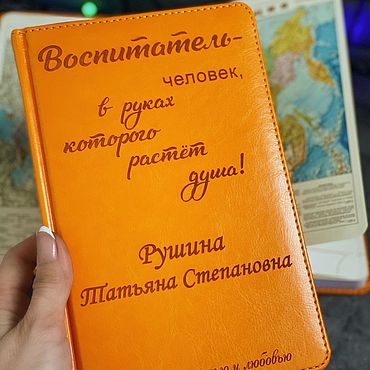 Воспитатель-
человек,
в руках
которого
растёт
душа!
Рушина
Татьяна Степановна
и любовью